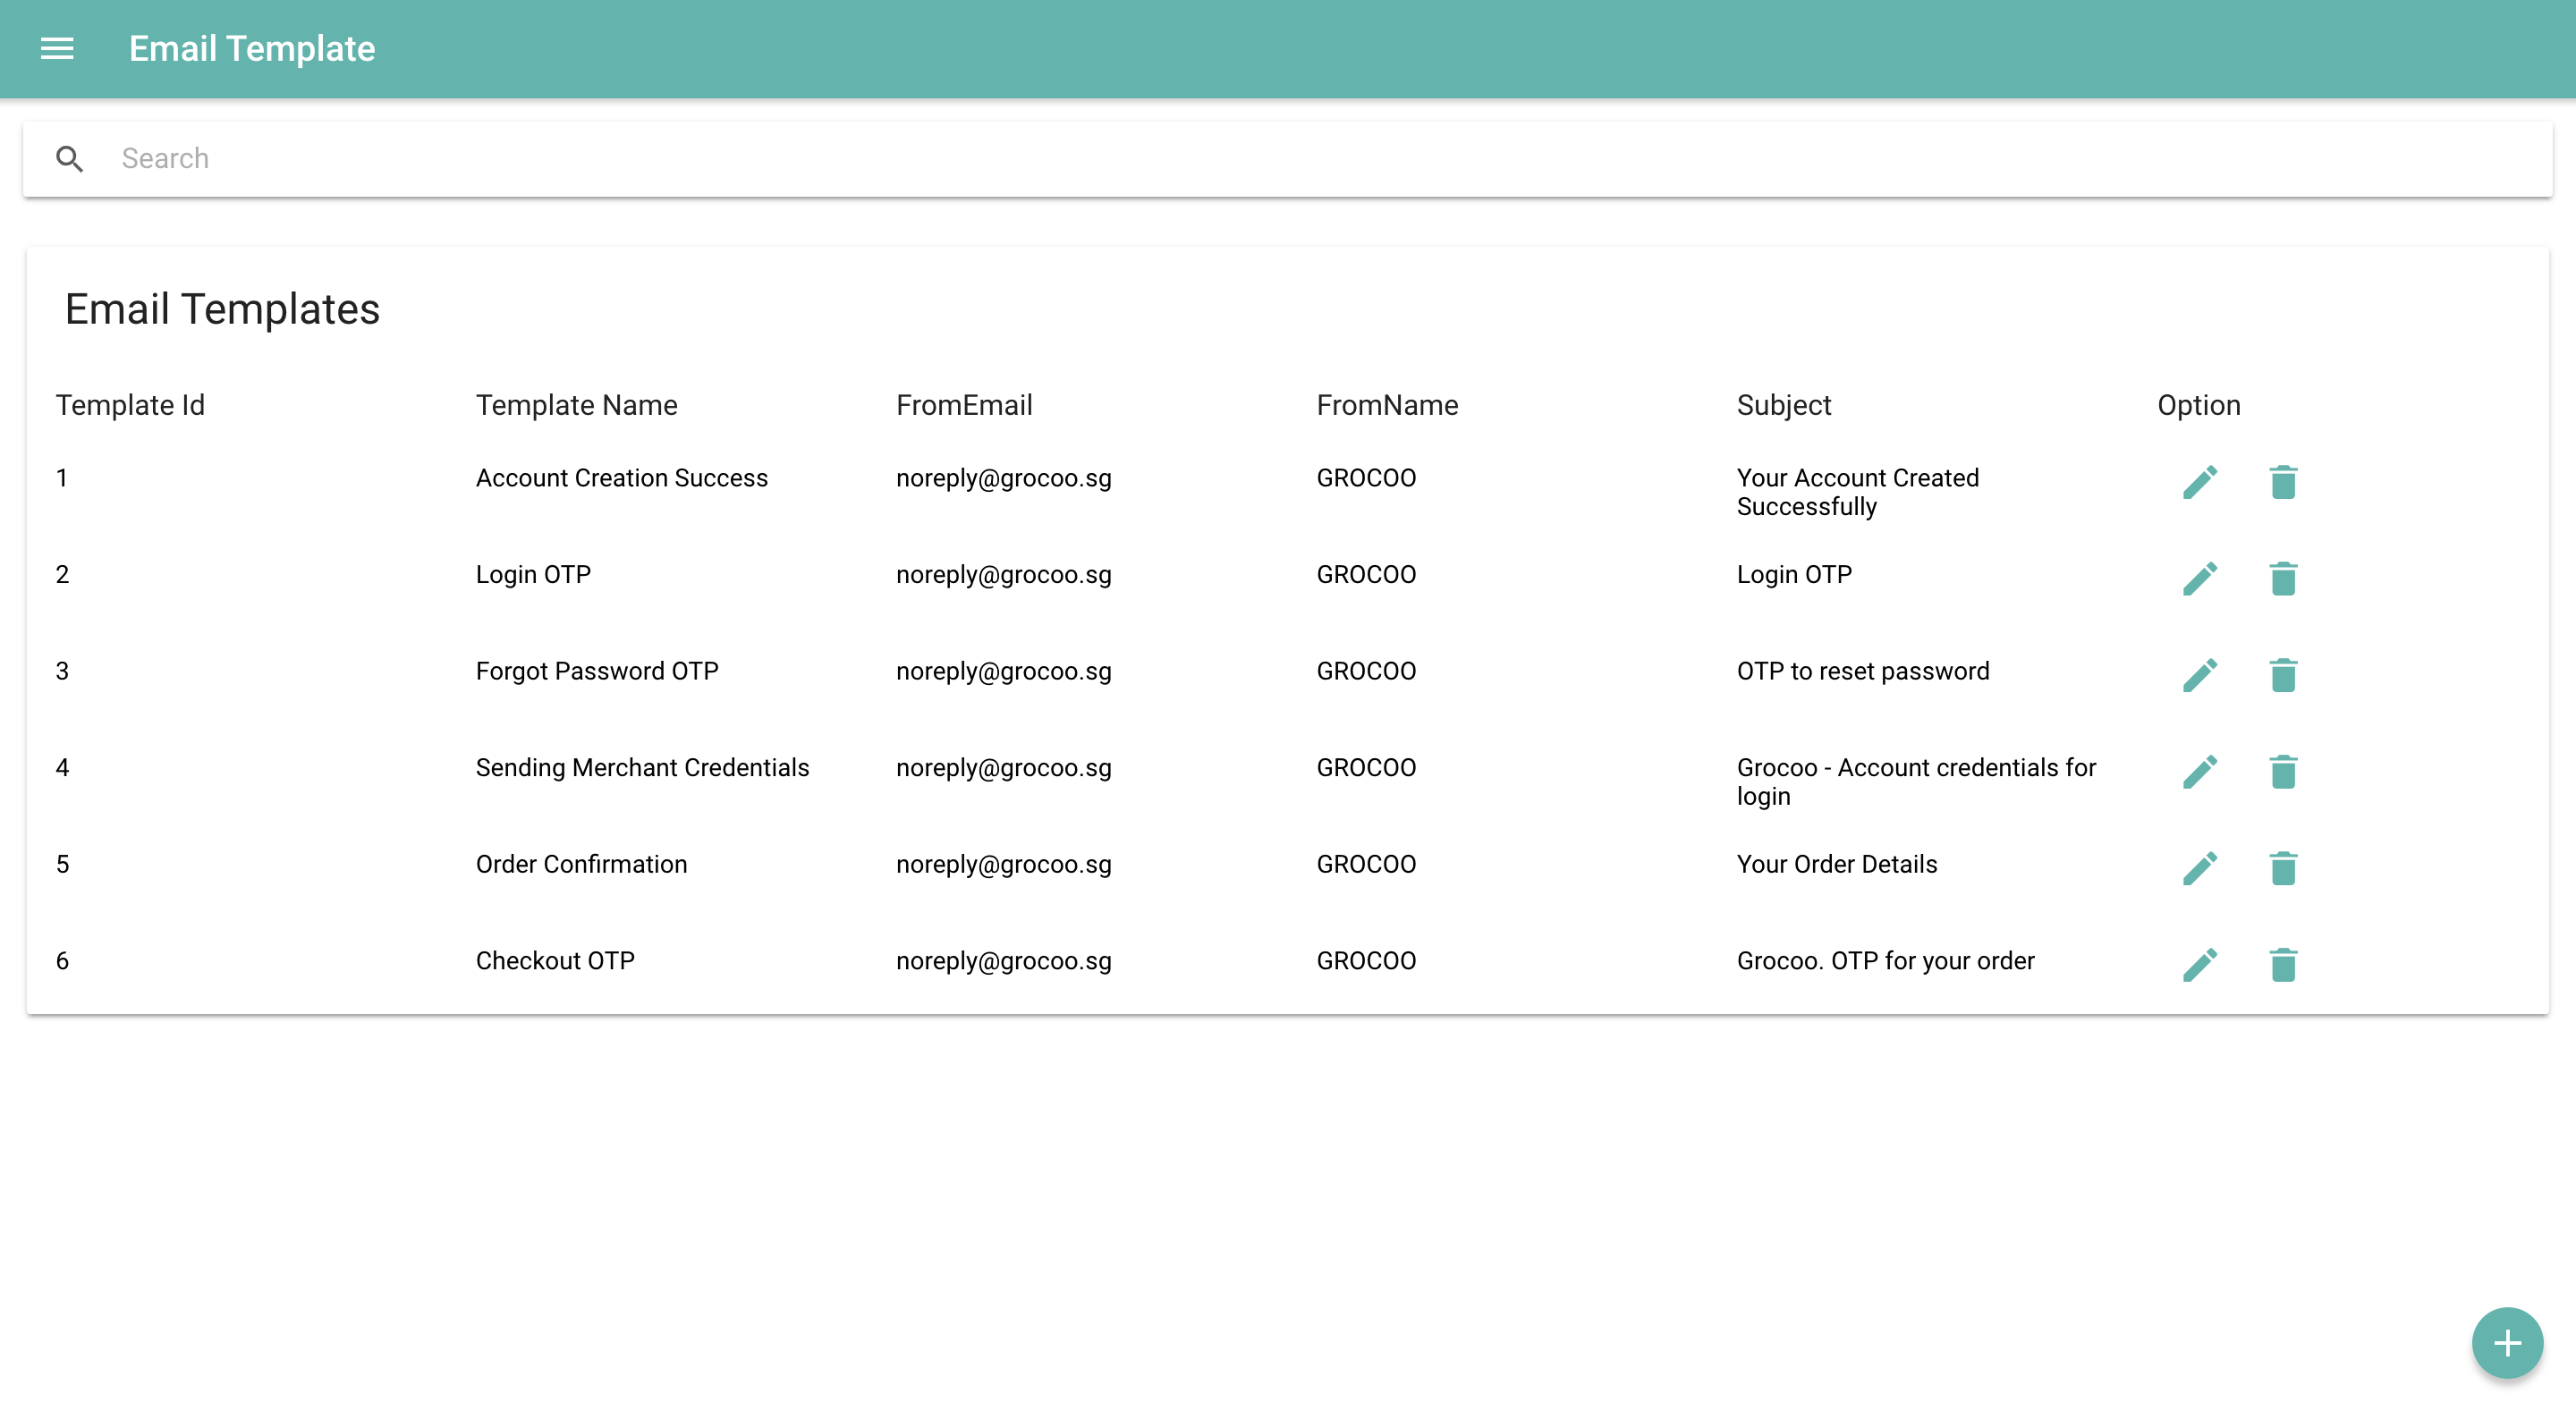 Email Template
Search
Email Templates
Template Id Template Name FromEmail FromName Subject Option
1 Account Creation Success noreply@grocoo.sg GROCOO Your Account Created
Successfully
2 Login OTP noreply@grocoo.sg GROCOO Login OTP
3 Forgot Password OTP noreply@grocoo.sg GROCOO OTP to reset password
4 Sending Merchant Credentials noreply@grocoo.sg GROCOO Grocoo - Account credentials for
login
5 Order Confirmation noreply@grocoo.sg GROCOO Your Order Details
6 Checkout OTP noreply@grocoo.sg GROCOO Grocoo. OTP for your order